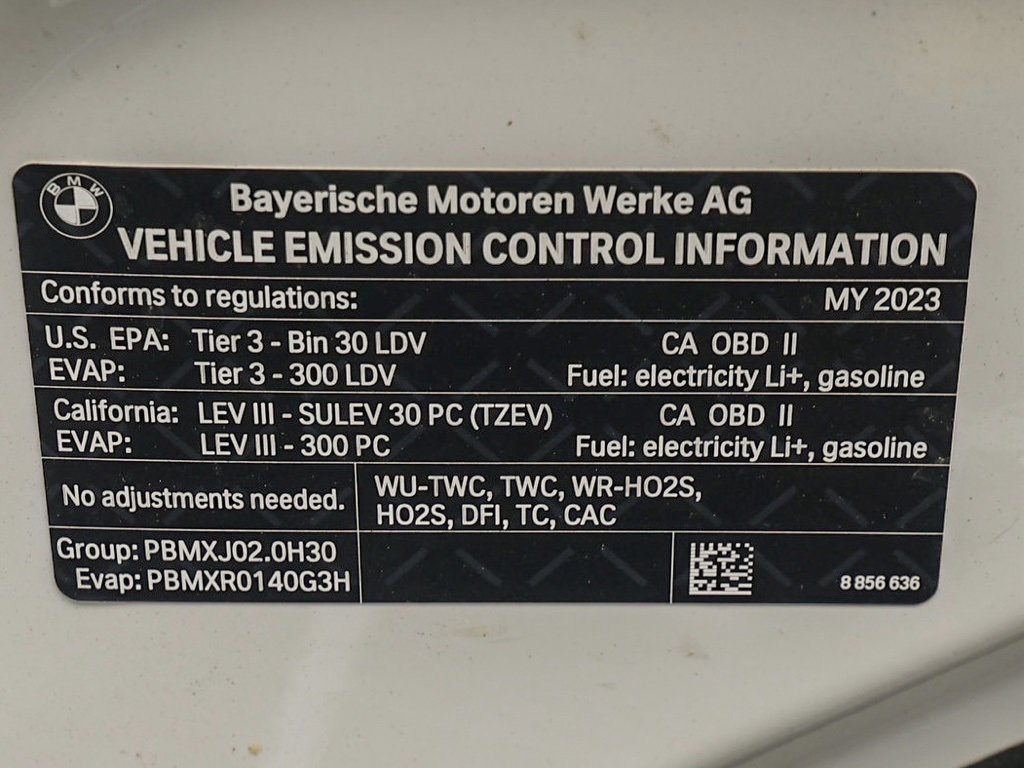 BMW
Bayerische Motoren Werke AG
VEHICLE EMISSION CONTROL INFORMATION
Conforms to regulations: MY 2023
U.S. EPA: Tier 3 - Bin 30 LDV CA OBD II
EVAP: Tier 3 - 300 LDV Fuel: electricity Li+, gasoline
California: LEV III - SULEV 30 PC (TZEV) CA OBD II
EVAP: LEV III - 300 PC Fuel: electricity Li+, gasoline
No adjustments needed.
WU-TWC, TWC, WR-HO2S,
HO2S, DFI, TC, CAC
Group: PBMXJ02.0H30
Evap: PBMXR0140G3H
8 856 636